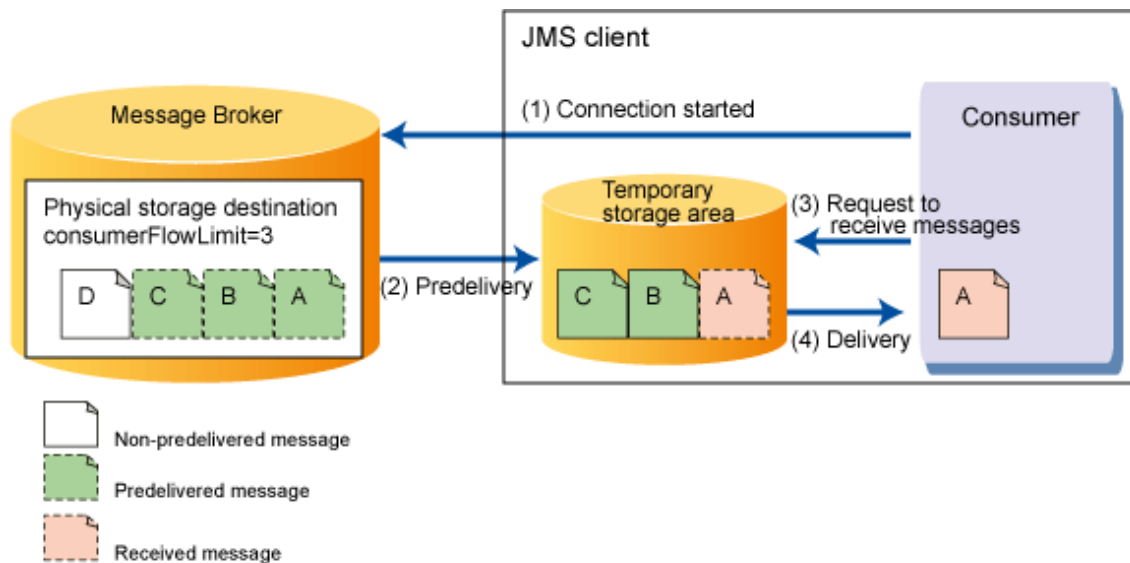 JMS client
Message Broker
(1) Connection started
Consumer
Physical storage destination
consumerFlowLimit=3
D
C
B
A
(2) Predelivery
Temporary
storage area
C
B
A
(3) Request to
receive messages
(4) Delivery
A
Non-predelivered message
Predelivered message
Received message